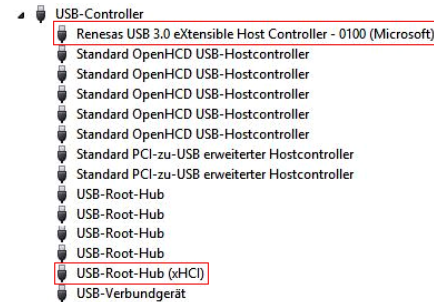 USB-Controller
Renesas USB 3.0 eXtensible Host Controller - 0100 (Microsoft)
Standard OpenHCD USB-Hostcontroller
Standard OpenHCD USB-Hostcontroller
Standard OpenHCD USB-Hostcontroller
Standard OpenHCD USB-Hostcontroller
Standard OpenHCD USB-Hostcontroller
Standard PCI-zu-USB erweiterter Hostcontroller
Standard PCI-zu-USB erweiterter Hostcontroller
USB-Root-Hub
USB-Root-Hub
USB-Root-Hub
USB-Root-Hub
USB-Root-Hub (xHCI)
USB-Verbundgerät